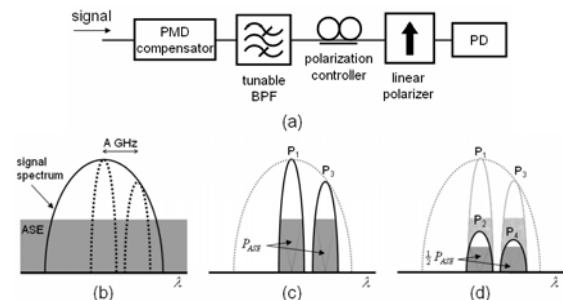 signal
PMD
compensator
tunable
BPF
polarization
controller
linear
polarizer
PD
(a)
A GHz
signal
spectrum
ASE
λ
(b)
P1
P3
PASE
λ
(c)
P1
P3
P2
P4
½ PASE
λ
(d)